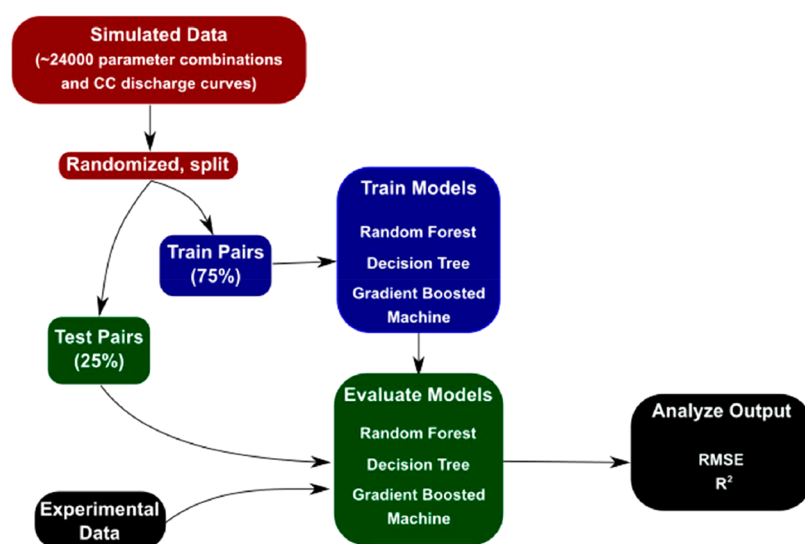 Simulated Data
(~24000 parameter combinations
and CC discharge curves)
Randomized, split
Train Models
Random Forest
Decision Tree
Gradient Boosted
Machine
Train Pairs
(75%)
Test Pairs
(25%)
Evaluate Models
Random Forest
Decision Tree
Gradient Boosted
Machine
Analyze Output
RMSE
R²
Experimental
Data